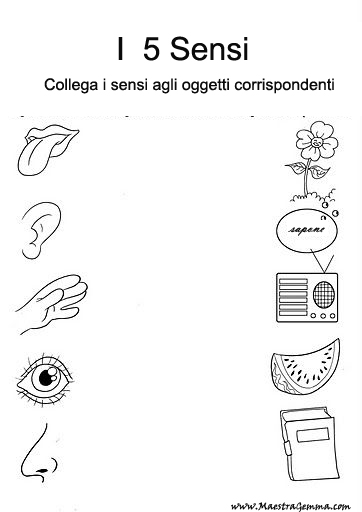 I 5 Sensi
Collega i sensi agli oggetti corrispondenti
sapone
www.MaestraGemma.com